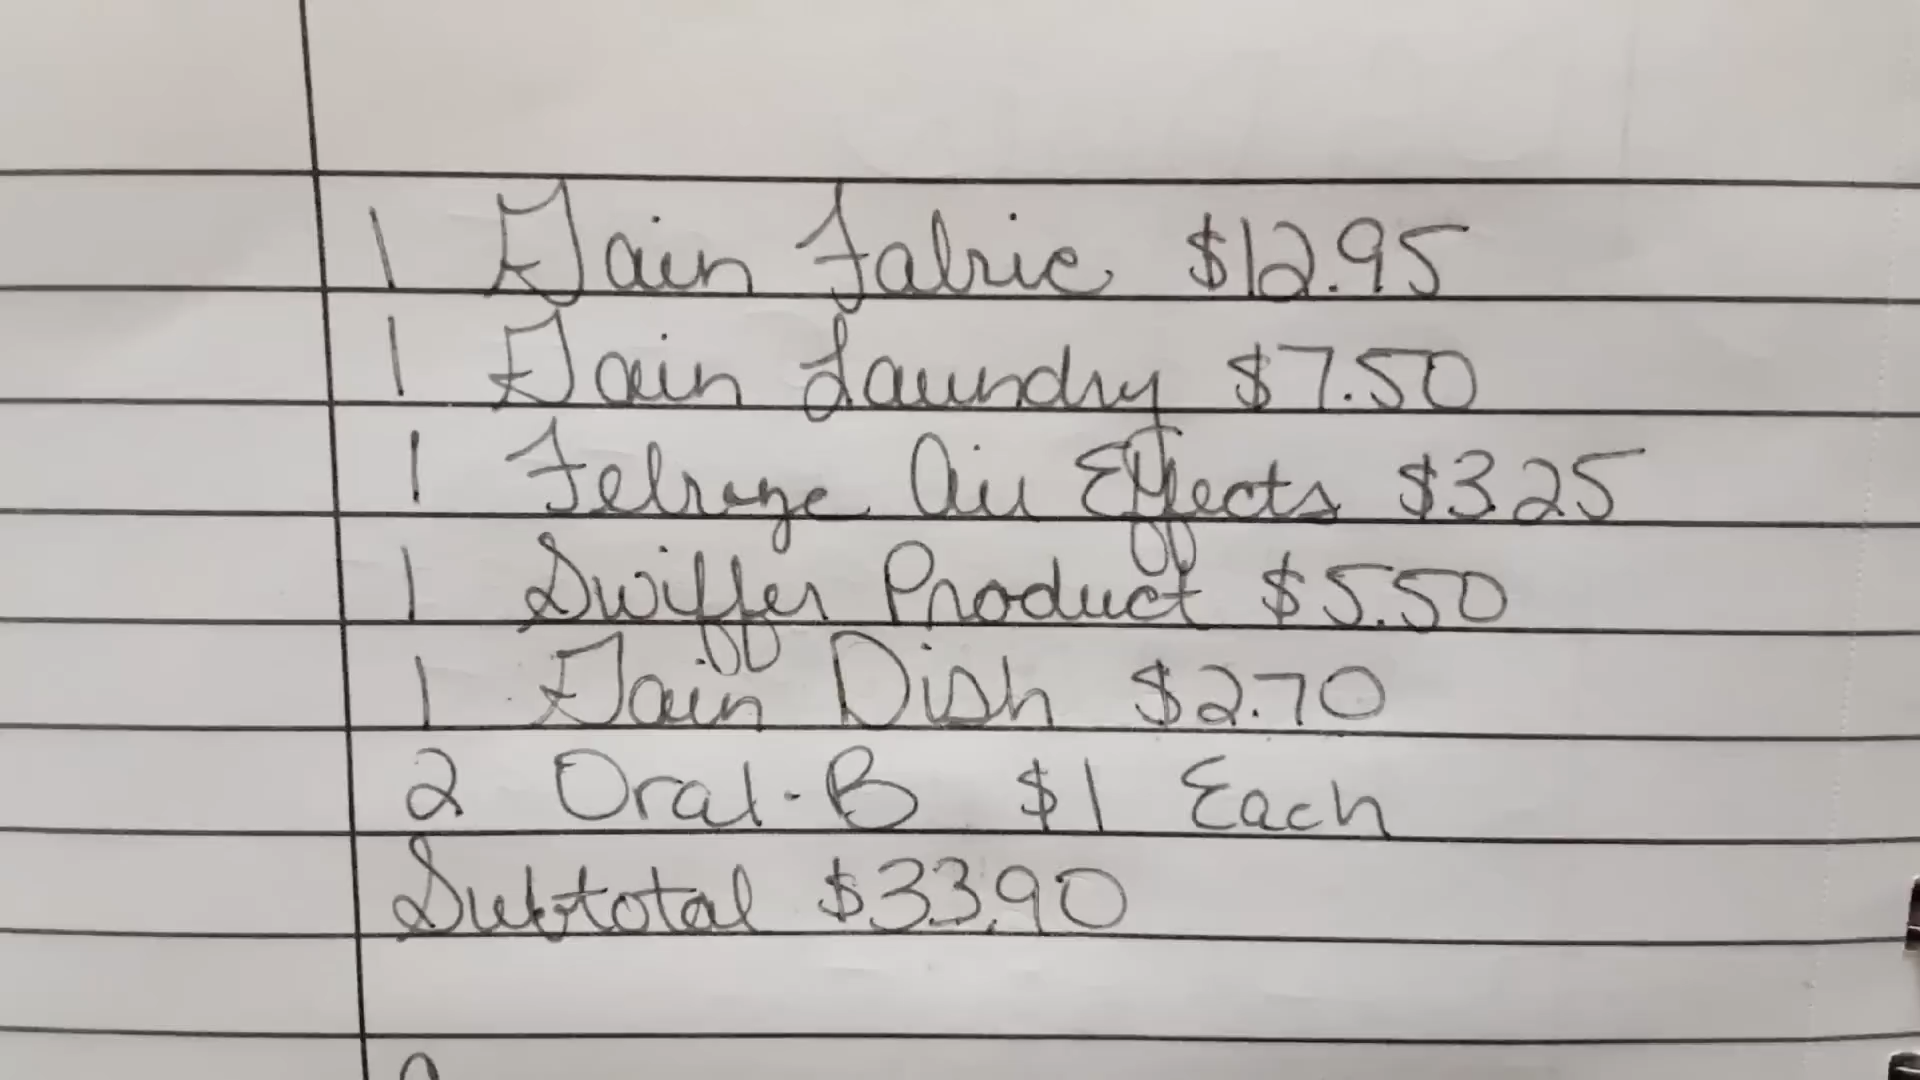 1 Gain Fabric $12.95
1 Gain Laundry $7.50
1 Febreze Air Effects $3.25
1 Swiffer Product $5.50
1 Gain Dish $2.70
2 Oral-B $1 Each
Subtotal $33.90